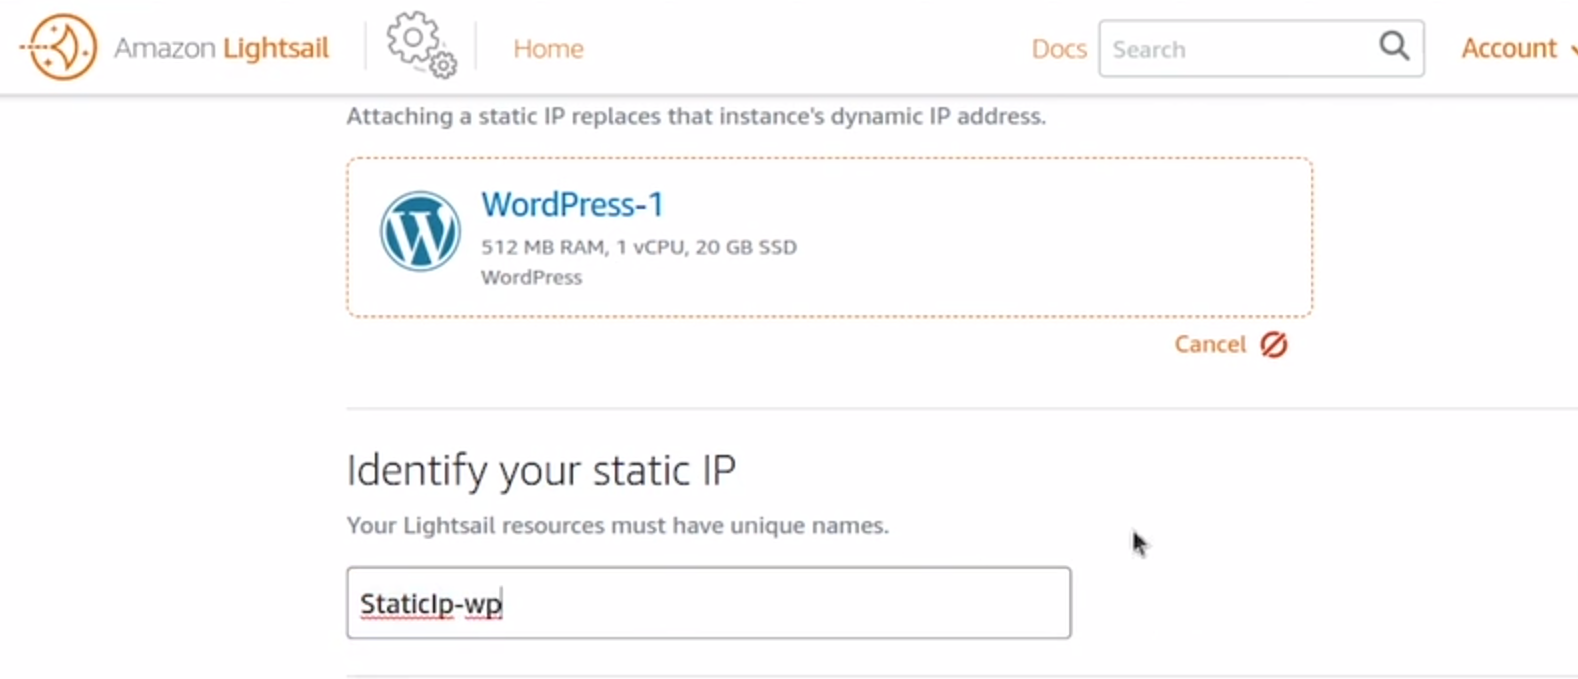 Amazon Lightsail Home Docs Search Account
Attaching a static IP replaces that instance's dynamic IP address.
WordPress-1
512 MB RAM, 1 vCPU, 20 GB SSD
WordPress
Cancel
Identify your static IP
Your Lightsail resources must have unique names.
StaticIp-wp